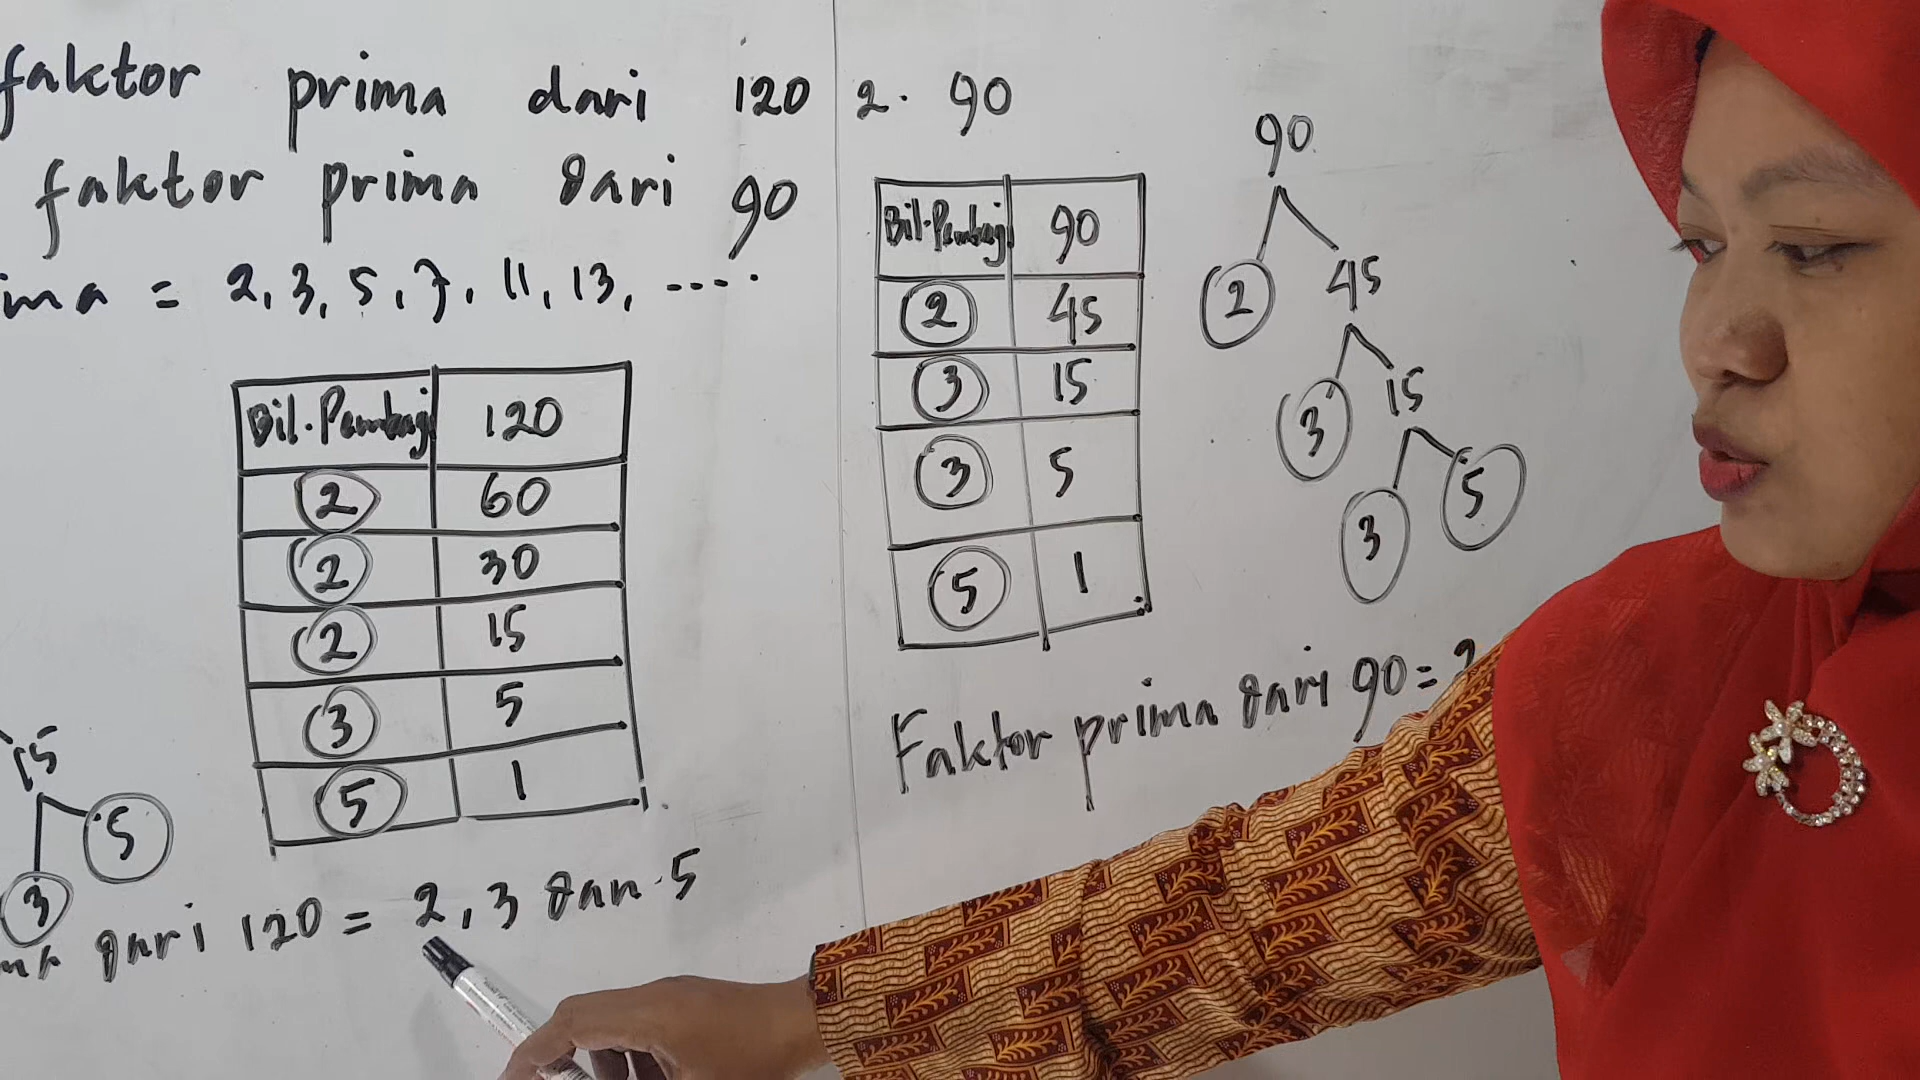 faktor prima dari 120
faktor prima dari 90
ima = 2, 3, 5, 7, 11, 13, .....
Bil. Pembagi 120
2 60
2 30
2 15
3 5
5 1
15
5
3
dari 120 = 2, 3 dan 5
2. 90
Bil. Pembagi 90
2 45
3 15
3 5
5 1
90
2 45
3 15
3 5
Faktor prima dari 90 =